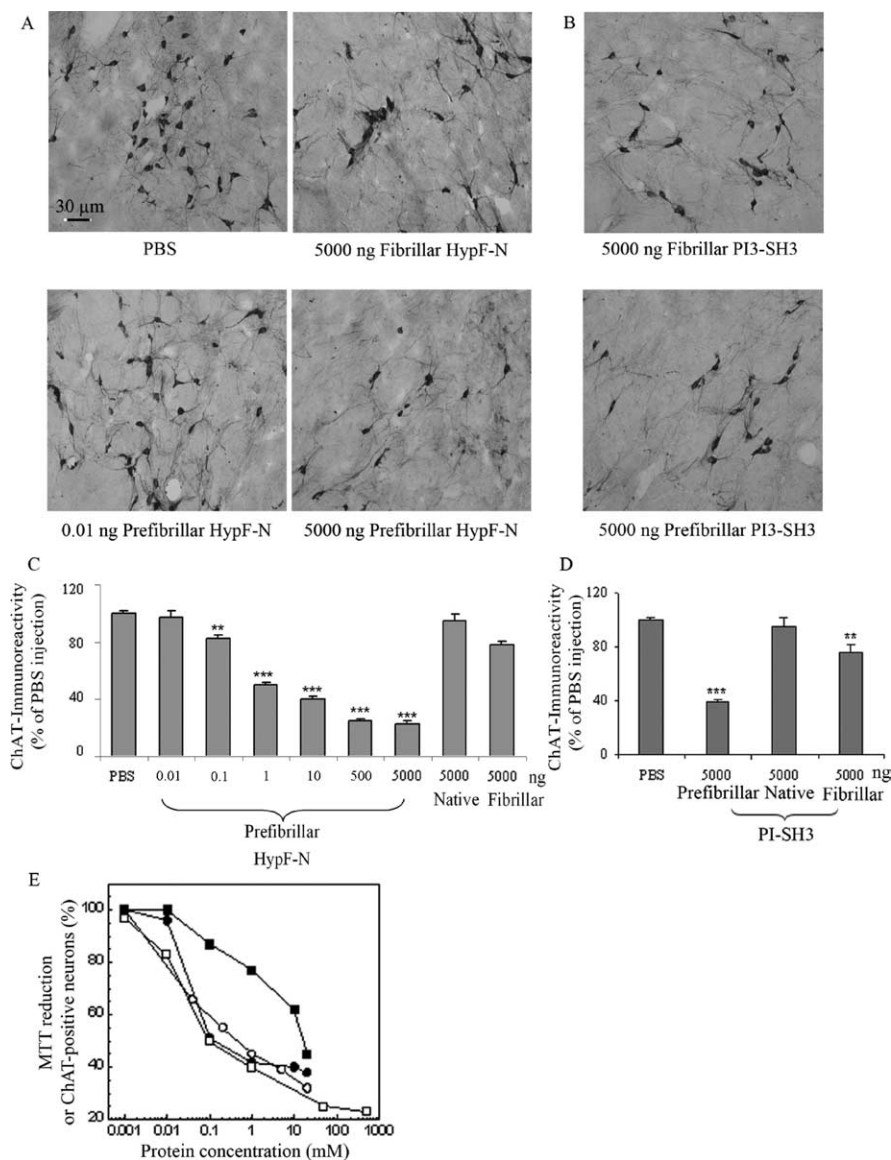 A
B
30 µm
PBS
5000 ng Fibrillar HypF-N
5000 ng Fibrillar PI3-SH3
0.01 ng Prefibrillar HypF-N
5000 ng Prefibrillar HypF-N
5000 ng Prefibrillar PI3-SH3
C
ChAT-Immunoreactivity
(% of PBS injection)
120
80
40
0
** *** *** *** ***
PBS 0.01 0.1 1 10 500 5000 5000 5000 ng
Native Fibrillar
Prefibrillar
HypF-N
D
ChAT-Immunoreactivity
(% of PBS injection)
120
80
40
0
*** **
PBS 5000 5000 5000 ng
Prefibrillar Native Fibrillar
PI-SH3
E
MTT reduction
or ChAT-positive neurons (%)
100
80
60
40
20
0.001 0.01 0.1 1 10 100 1000
Protein concentration (mM)